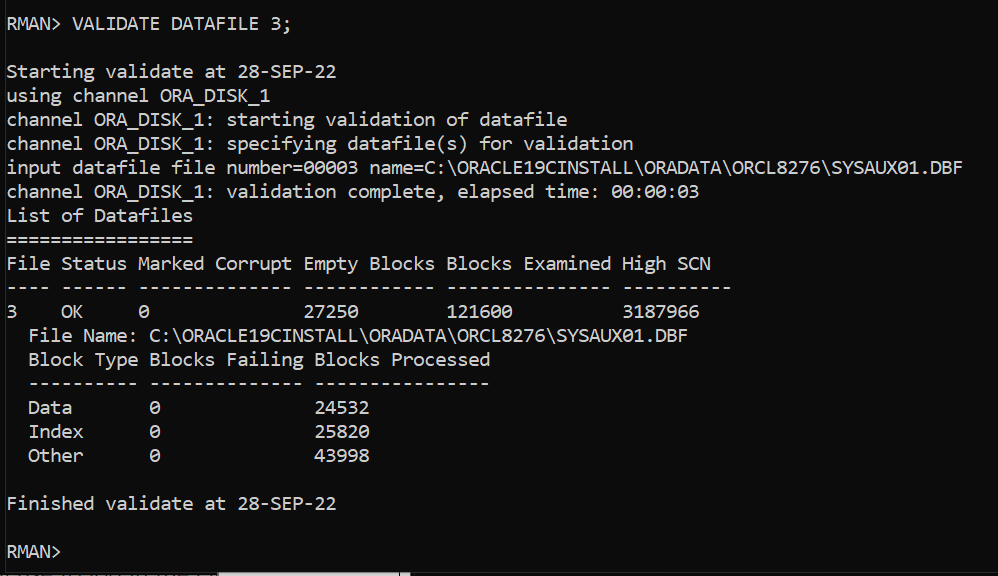 RMAN> VALIDATE DATAFILE 3;
Starting validate at 28-SEP-22
using channel ORA_DISK_1
channel ORA_DISK_1: starting validation of datafile
channel ORA_DISK_1: specifying datafile(s) for validation
input datafile file number=00003 name=C:\ORACLE19CINSTALL\ORADATA\ORCL8276\SYSAUX01.DBF
channel ORA_DISK_1: validation complete, elapsed time: 00:00:03
List of Datafiles
=================
File Status Marked Corrupt Empty Blocks Blocks Examined High SCN
---- ------ -------------- ------------ --------------- ----------
3    OK     0              27250        121600          3187966
  File Name: C:\ORACLE19CINSTALL\ORADATA\ORCL8276\SYSAUX01.DBF
  Block Type Blocks Failing Blocks Processed
  ---------- -------------- ----------------
  Data       0              24532
  Index      0              25820
  Other      0              43998
Finished validate at 28-SEP-22
RMAN>